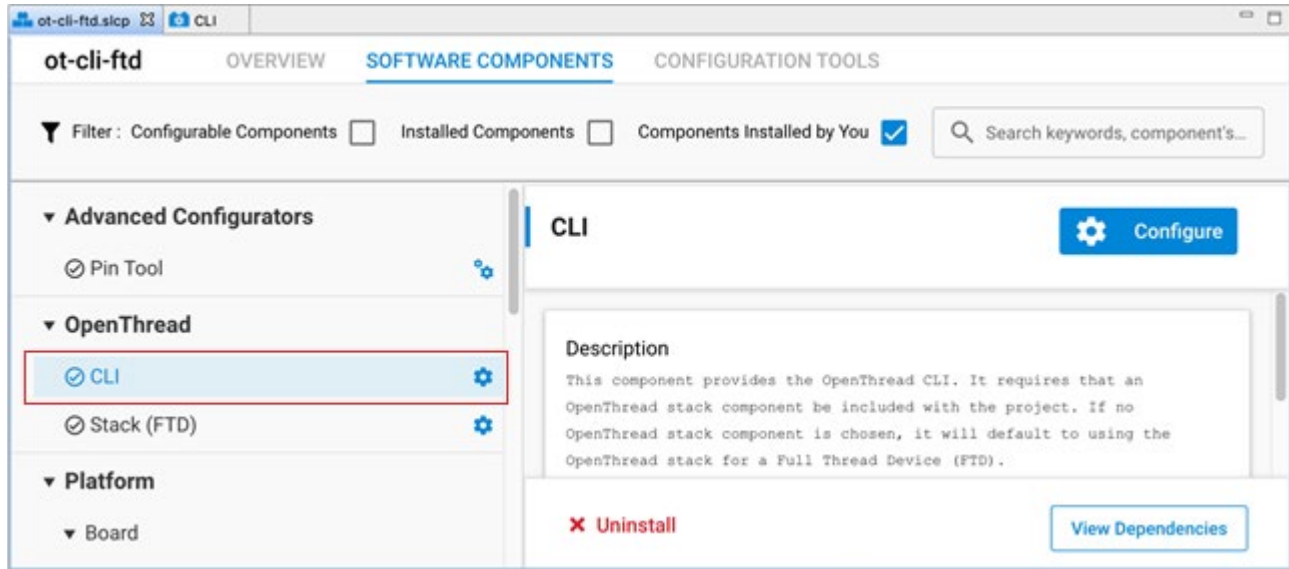 ot-cli-ftd.slcp CLI
ot-cli-ftd OVERVIEW SOFTWARE COMPONENTS CONFIGURATION TOOLS
Filter : Configurable Components Installed Components Components Installed by You Search keywords, component's...
Advanced Configurators
Pin Tool
OpenThread
CLI
Stack (FTD)
Platform
Board
CLI
Configure
Description
This component provides the OpenThread CLI. It requires that an
OpenThread stack component be included with the project. If no
OpenThread stack component is chosen, it will default to using the
OpenThread stack for a Full Thread Device (FTD).
Uninstall
View Dependencies